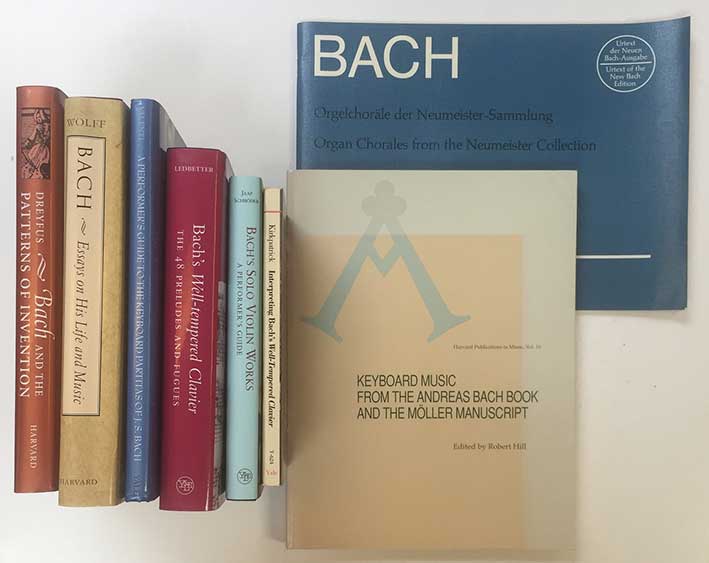 DREYFUS
Bach AND THE
PATTERNS OF INVENTION
HARVARD
WOLFF
BACH
Essays on His Life and Music
HARVARD
A PERFORMER'S GUIDE TO THE KEYBOARD PARTITAS OF J. S. BACH
LEDBETTER
Bach's Well-tempered Clavier
THE 48 PRELUDES AND FUGUES
JAAP
SCHRÖDER
BACH'S SOLO VIOLIN WORKS
A PERFORMER'S GUIDE
Kirkpatrick
Interpreting Bach's Well-Tempered Clavier
Y-624
Yale
BACH
Urtext
der Neuen
Bach-Ausgabe
Urtext of the
New Bach
Edition
Orgelchoräle der Neumeister-Sammlung
Organ Chorales from the Neumeister Collection
Harvard Publications in Music, Vol. 16
KEYBOARD MUSIC
FROM THE ANDREAS BACH BOOK
AND THE MÖLLER MANUSCRIPT
Edited by Robert Hill